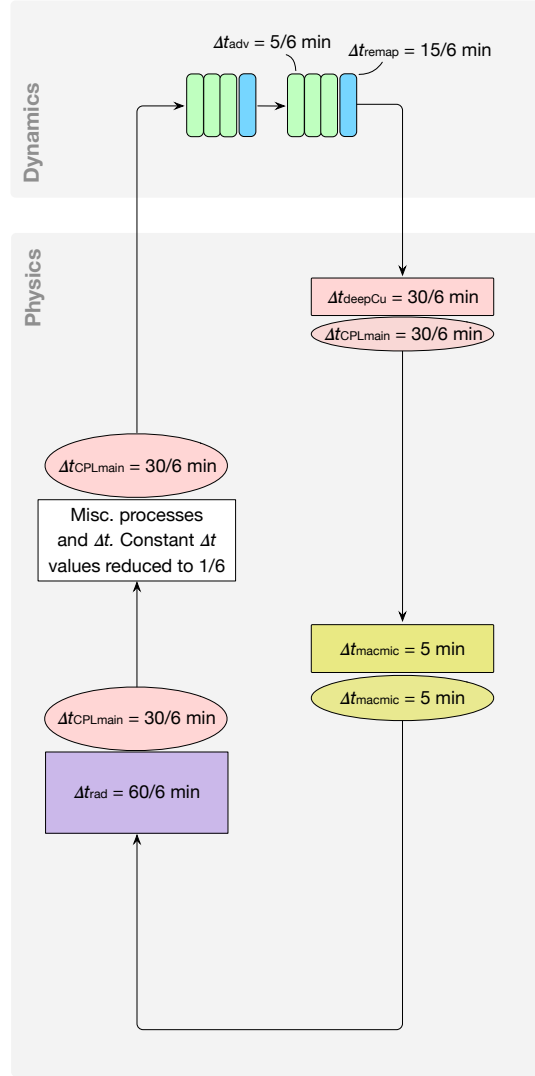 Dynamics
Δtadv = 5/6 min
Δtremap = 15/6 min
Physics
ΔtdeepCu = 30/6 min
ΔtCPLmain = 30/6 min
ΔtCPLmain = 30/6 min
Misc. processes
and Δt. Constant Δt
values reduced to 1/6
Δtmacmic = 5 min
Δtmacmic = 5 min
ΔtCPLmain = 30/6 min
Δtrad = 60/6 min